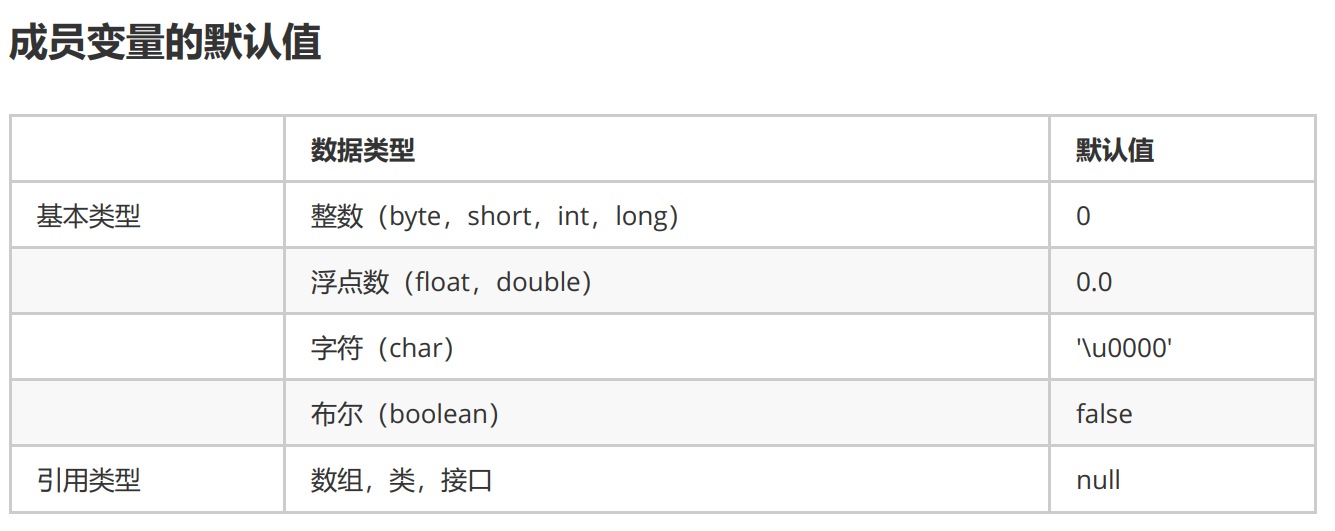 成员变量的默认值
数据类型 默认值
基本类型 整数（byte，short，int，long） 0
浮点数（float，double） 0.0
字符（char） '\u0000'
布尔（boolean） false
引用类型 数组，类，接口 null